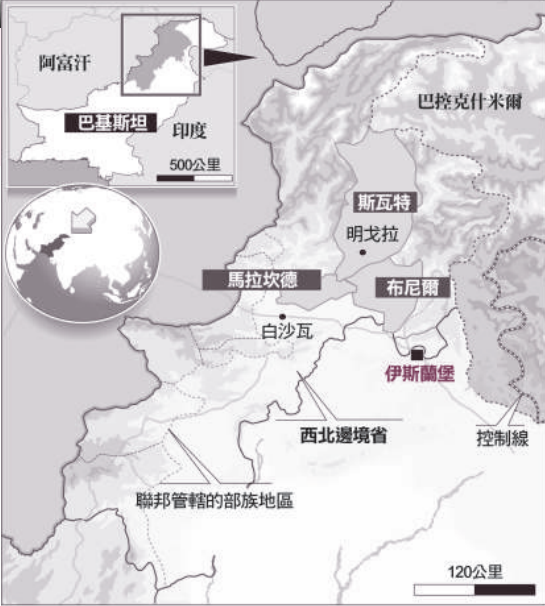 阿富汗
巴基斯坦
印度
500公里
巴控克什米爾
斯瓦特
明戈拉
馬拉坎德
布尼爾
白沙瓦
伊斯蘭堡
西北邊境省
控制線
聯邦管轄的部族地區
120公里